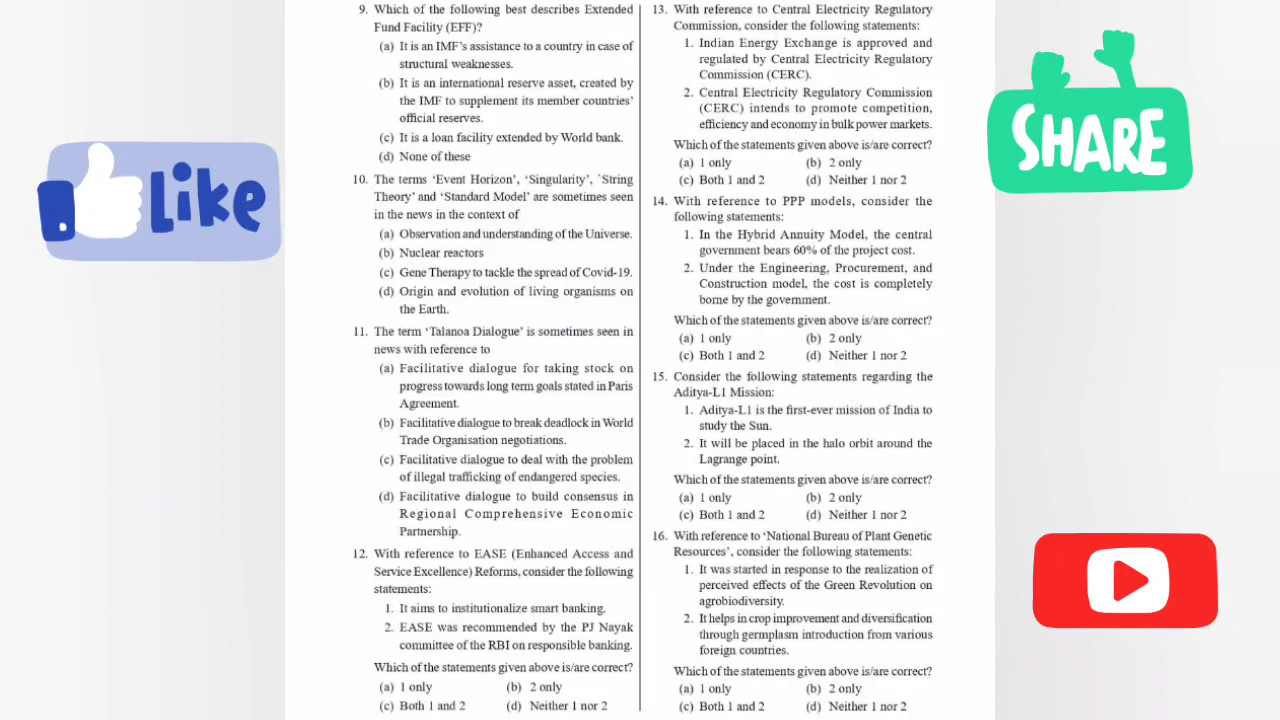 9. Which of the following best describes Extended
Fund Facility (EFF)?
(a) It is an IMF's assistance to a country in case of
structural weaknesses.
(b) It is an international reserve asset, created by
the IMF to supplement its member countries'
official reserves.
(c) It is a loan facility extended by World bank.
(d) None of these
10. The terms 'Event Horizon', 'Singularity', `String
Theory' and 'Standard Model' are sometimes seen
in the news in the context of
(a) Observation and understanding of the Universe.
(b) Nuclear reactors
(c) Gene Therapy to tackle the spread of Covid-19.
(d) Origin and evolution of living organisms on
the Earth.
11. The term 'Talanoa Dialogue' is sometimes seen in
news with reference to
(a) Facilitative dialogue for taking stock on
progress towards long term goals stated in Paris
Agreement.
(b) Facilitative dialogue to break deadlock in World
Trade Organisation negotiations.
(c) Facilitative dialogue to deal with the problem
of illegal trafficking of endangered species.
(d) Facilitative dialogue to build consensus in
Regional Comprehensive Economic
Partnership.
12. With reference to EASE (Enhanced Access and
Service Excellence) Reforms, consider the following
statements:
1. It aims to institutionalize smart banking.
2. EASE was recommended by the PJ Nayak
committee of the RBI on responsible banking.
Which of the statements given above is/are correct?
(a) 1 only (b) 2 only
(c) Both 1 and 2 (d) Neither 1 nor 2
13. With reference to Central Electricity Regulatory
Commission, consider the following statements:
1. Indian Energy Exchange is approved and
regulated by Central Electricity Regulatory
Commission (CERC).
2. Central Electricity Regulatory Commission
(CERC) intends to promote competition,
efficiency and economy in bulk power markets.
Which of the statements given above is/are correct?
(a) 1 only (b) 2 only
(c) Both 1 and 2 (d) Neither 1 nor 2
14. With reference to PPP models, consider the
following statements:
1. In the Hybrid Annuity Model, the central
government bears 60% of the project cost.
2. Under the Engineering, Procurement, and
Construction model, the cost is completely
borne by the government.
Which of the statements given above is/are correct?
(a) 1 only (b) 2 only
(c) Both 1 and 2 (d) Neither 1 nor 2
15. Consider the following statements regarding the
Aditya-L1 Mission:
1. Aditya-L1 is the first-ever mission of India to
study the Sun.
2. It will be placed in the halo orbit around the
Lagrange point.
Which of the statements given above is/are correct?
(a) 1 only (b) 2 only
(c) Both 1 and 2 (d) Neither 1 nor 2
16. With reference to 'National Bureau of Plant Genetic
Resources', consider the following statements:
1. It was started in response to the realization of
perceived effects of the Green Revolution on
agrobiodiversity.
2. It helps in crop improvement and diversification
through germplasm introduction from various
foreign countries.
Which of the statements given above is/are correct?
(a) 1 only (b) 2 only
(c) Both 1 and 2 (d) Neither 1 nor 2
Like
SHARE